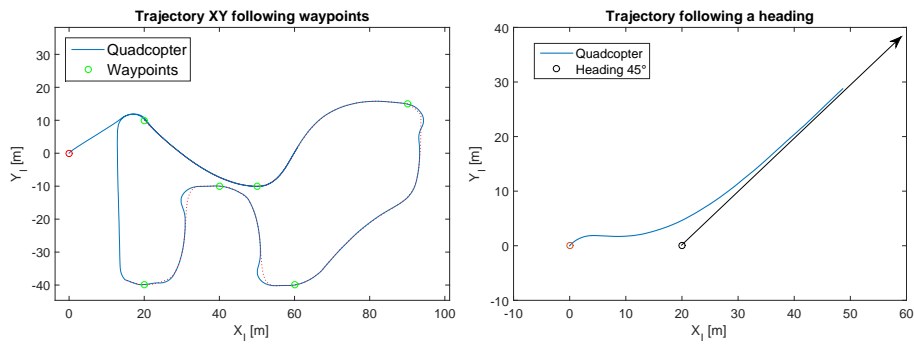 Trajectory XY following waypoints
Quadcopter
Waypoints
30
20
10
0
-10
-20
-30
-40
0 20 40 60 80 100
X_I [m]
Y_I [m]
Trajectory following a heading
Quadcopter
Heading 45°
40
30
20
10
0
-10
-10 0 10 20 30 40 50 60
X_I [m]
Y_I [m]